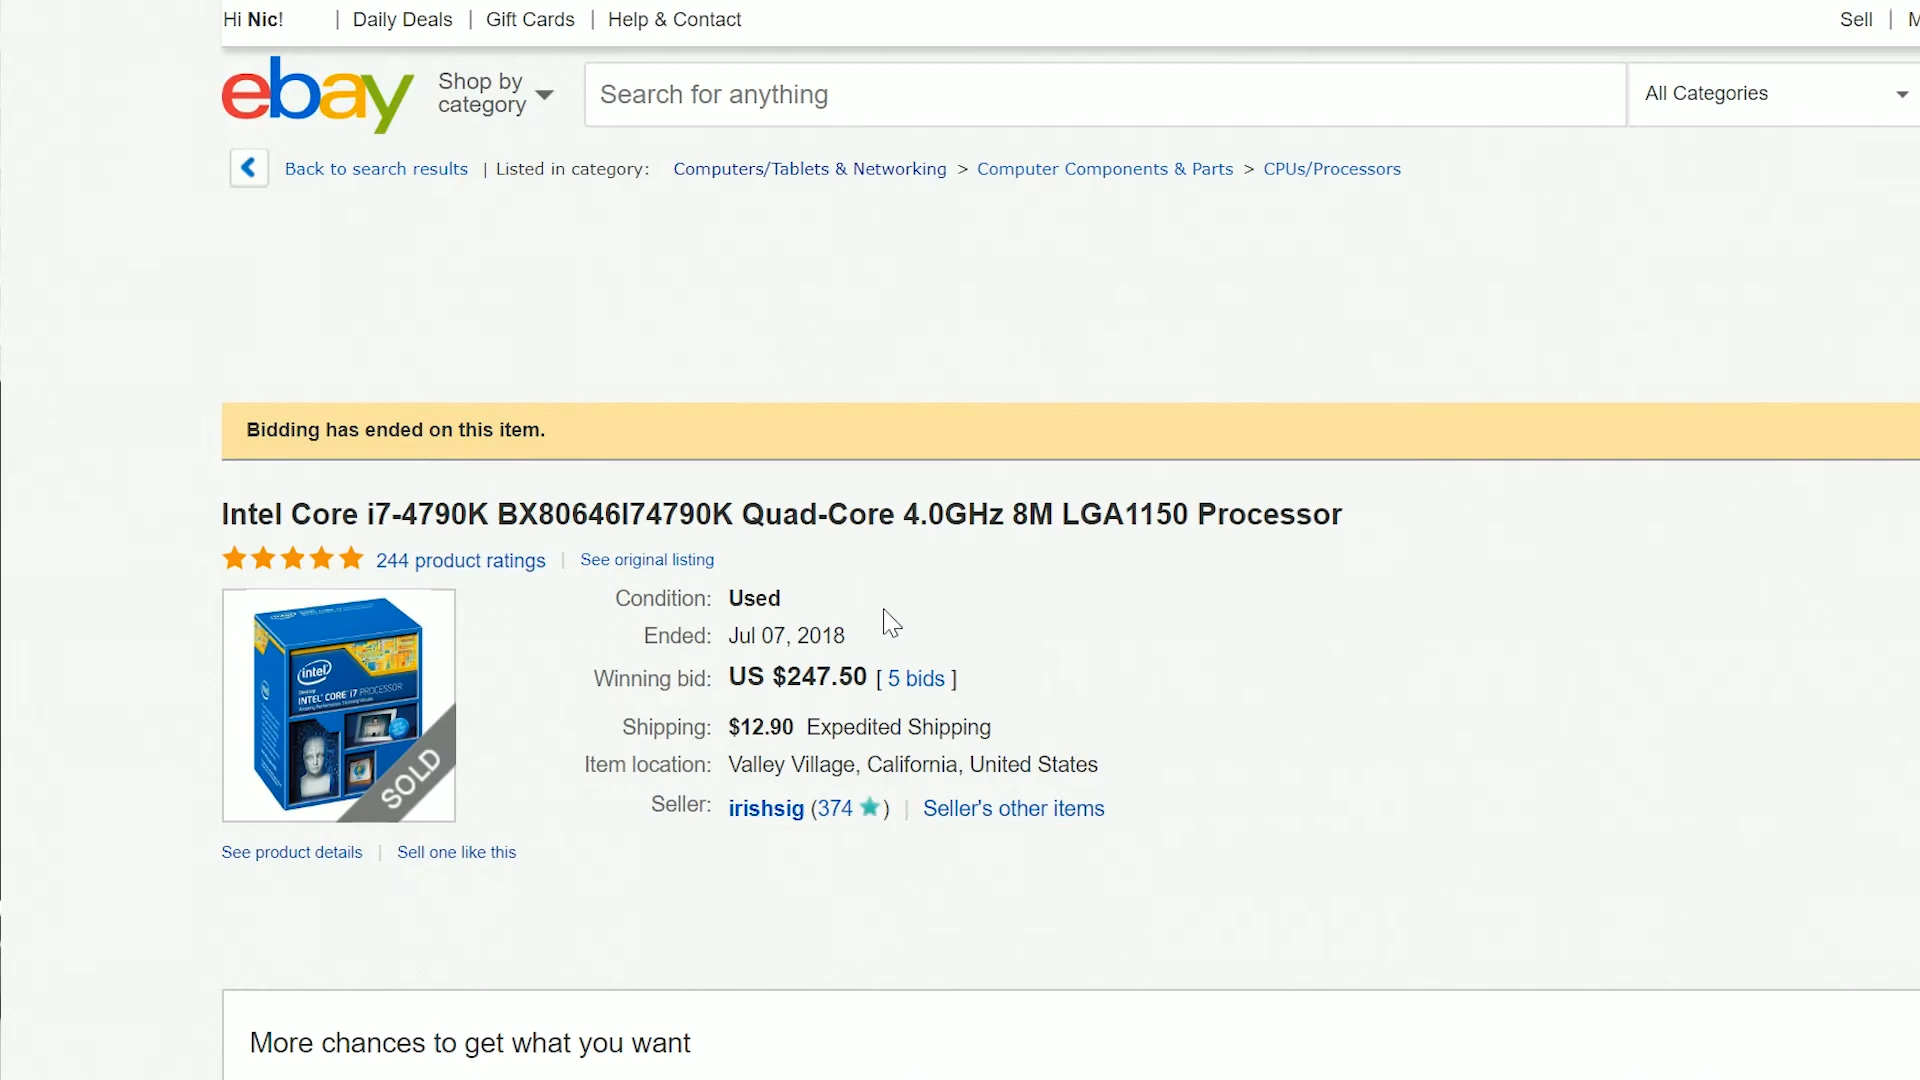 Hi Nic! | Daily Deals | Gift Cards | Help & Contact Sell |
ebay Shop by category Search for anything All Categories
Back to search results | Listed in category: Computers/Tablets & Networking > Computer Components & Parts > CPUs/Processors
Bidding has ended on this item.
Intel Core i7-4790K BX80646I74790K Quad-Core 4.0GHz 8M LGA1150 Processor
244 product ratings | See original listing
intel
INTEL® CORE™ i7 PROCESSOR
SOLD
Condition: Used
Ended: Jul 07, 2018
Winning bid: US $247.50 [ 5 bids ]
Shipping: $12.90 Expedited Shipping
Item location: Valley Village, California, United States
Seller: irishsig (374 ) | Seller's other items
See product details | Sell one like this
More chances to get what you want